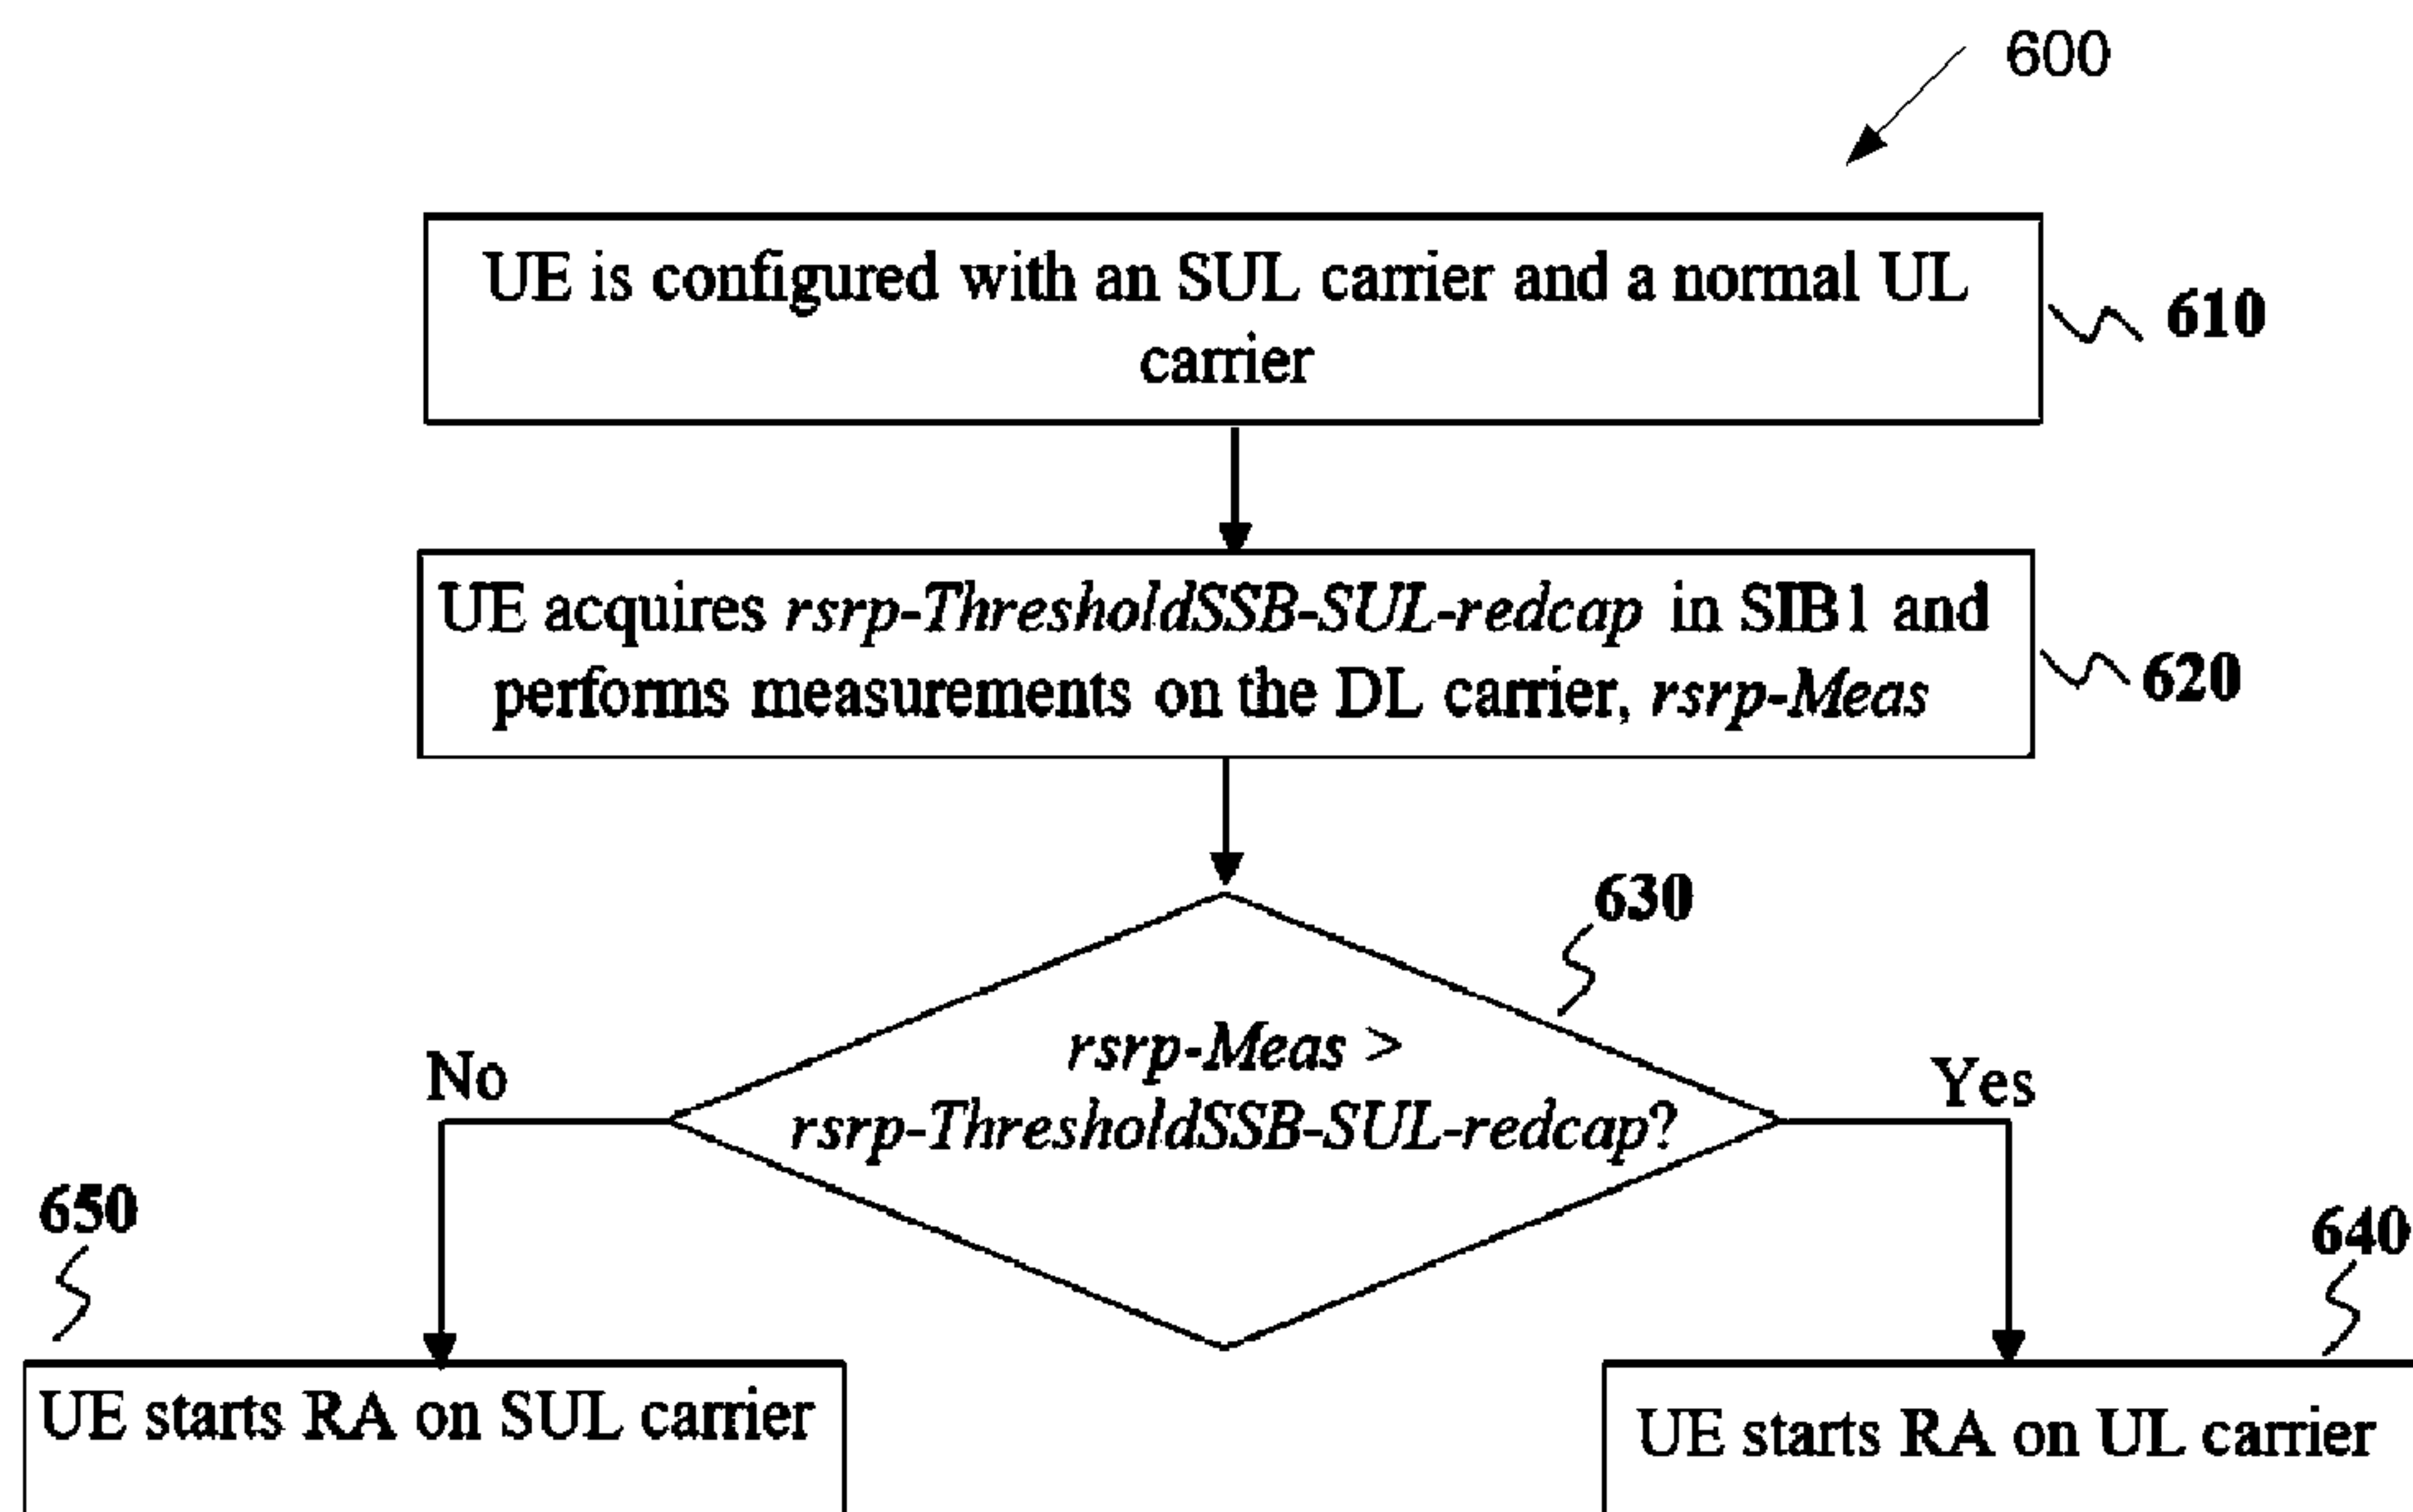 600
UE is configured with an SUL carrier and a normal UL
carrier
610
UE acquires rsrp-ThresholdSSB-SUL-redcap in SIB1 and
performs measurements on the DL carrier, rsrp-Meas
620
630
rsrp-Meas >
rsrp-ThresholdSSB-SUL-redcap?
No
Yes
650
640
UE starts RA on SUL carrier
UE starts RA on UL carrier